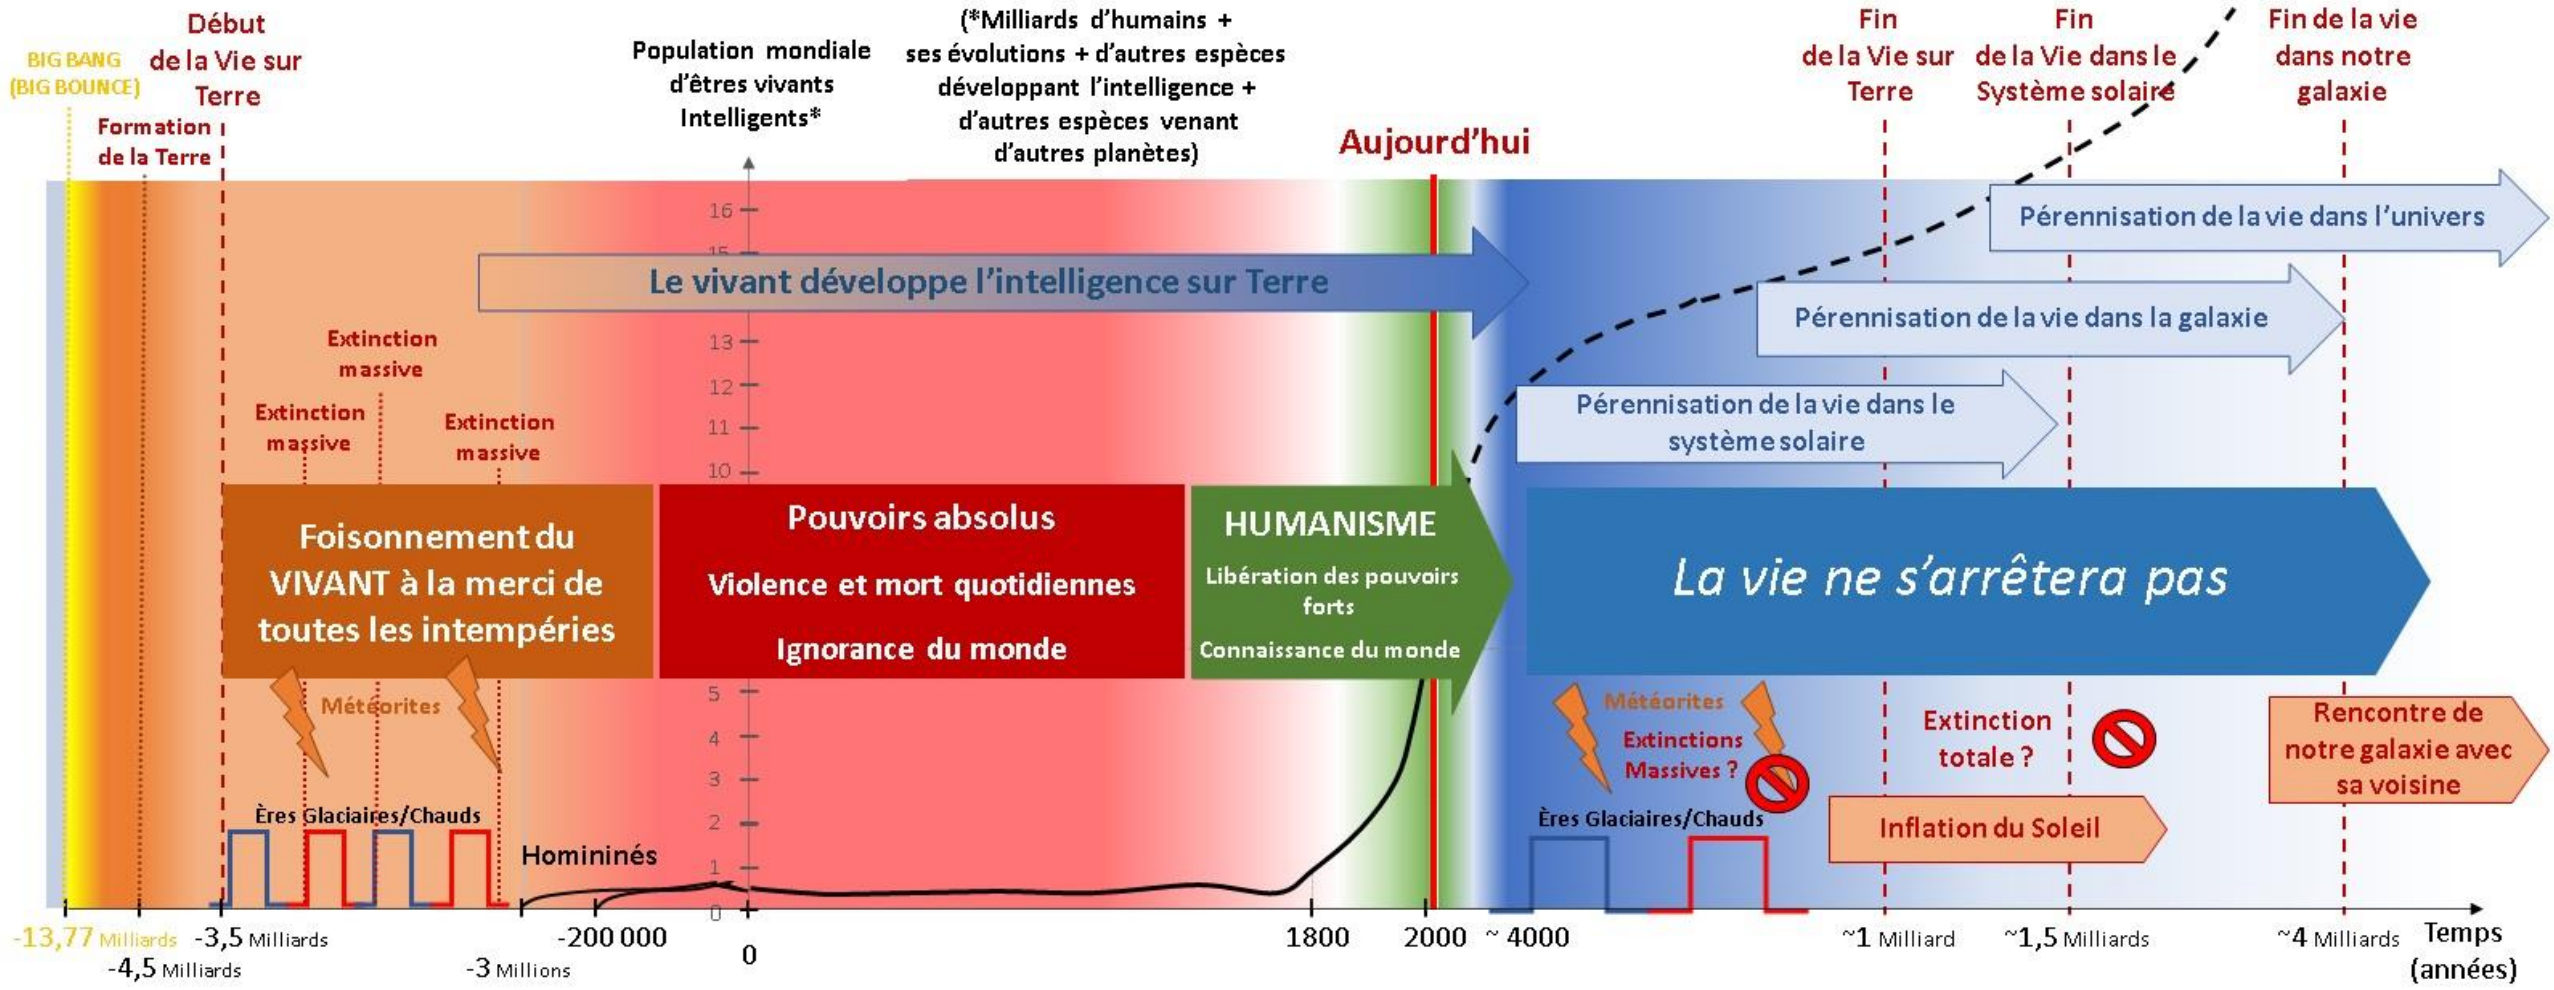 BIG BANG
(BIG BOUNCE)
Début
de la Vie sur
Terre
Formation
de la Terre
Population mondiale
d'êtres vivants
Intelligents*
(*Milliards d'humains +
ses évolutions + d'autres espèces
développant l'intelligence +
d'autres espèces venant
d'autres planètes)
Aujourd'hui
Fin
de la Vie sur
Terre
Fin
de la Vie dans le
Système solaire
Fin de la vie
dans notre
galaxie
16
15
13
12
11
10
5
4
3
2
1
0
Le vivant développe l'intelligence sur Terre
Pérennisation de la vie dans l'univers
Pérennisation de la vie dans la galaxie
Pérennisation de la vie dans le
système solaire
Extinction
massive
Extinction
massive
Extinction
massive
Foisonnement du
VIVANT à la merci de
toutes les intempéries
Pouvoirs absolus
Violence et mort quotidiennes
Ignorance du monde
HUMANISME
Libération des pouvoirs
forts
Connaissance du monde
La vie ne s'arrêtera pas
Météorites
Ères Glaciaires/Chauds
Homininés
Météorites
Extinctions
Massives ?
Ères Glaciaires/Chauds
Extinction
totale ?
Inflation du Soleil
Rencontre de
notre galaxie avec
sa voisine
-13,77 Milliards
-4,5 Milliards
-3,5 Milliards
-3 Millions
-200 000
0
1800
2000
~ 4000
~1 Milliard
~1,5 Milliards
~4 Milliards
Temps
(années)